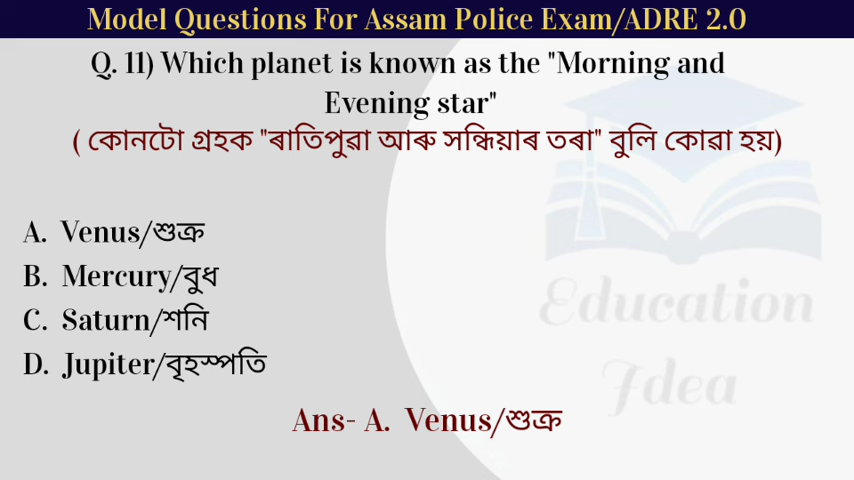 Model Questions For Assam Police Exam/ADRE 2.0
Q. 11) Which planet is known as the "Morning and
Evening star"
( কোনটো গ্ৰহক "ৰাতিপুৱা আৰু সন্ধিয়াৰ তৰা" বুলি কোৱা হয়)
A. Venus/শুক্ৰ
B. Mercury/বুধ
C. Saturn/শনি
D. Jupiter/বৃহস্পতি
Education
Idea
Ans- A. Venus/শুক্ৰ